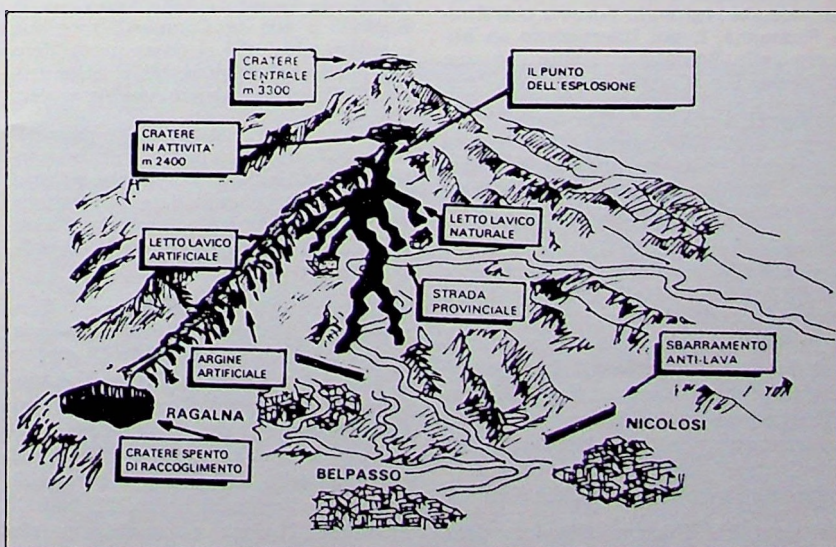 CRATERE
CENTRALE
m 3300
IL PUNTO
DELL'ESPLOSIONE
CRATERE
IN ATTIVITA'
m 2400
LETTO LAVICO
NATURALE
LETTO LAVICO
ARTIFICIALE
STRADA
PROVINCIALE
SBARRAMENTO
ANTI-LAVA
ARGINE
ARTIFICIALE
RAGALNA
NICOLOSI
CRATERE SPENTO
DI RACCOGLIMENTO
BELPASSO